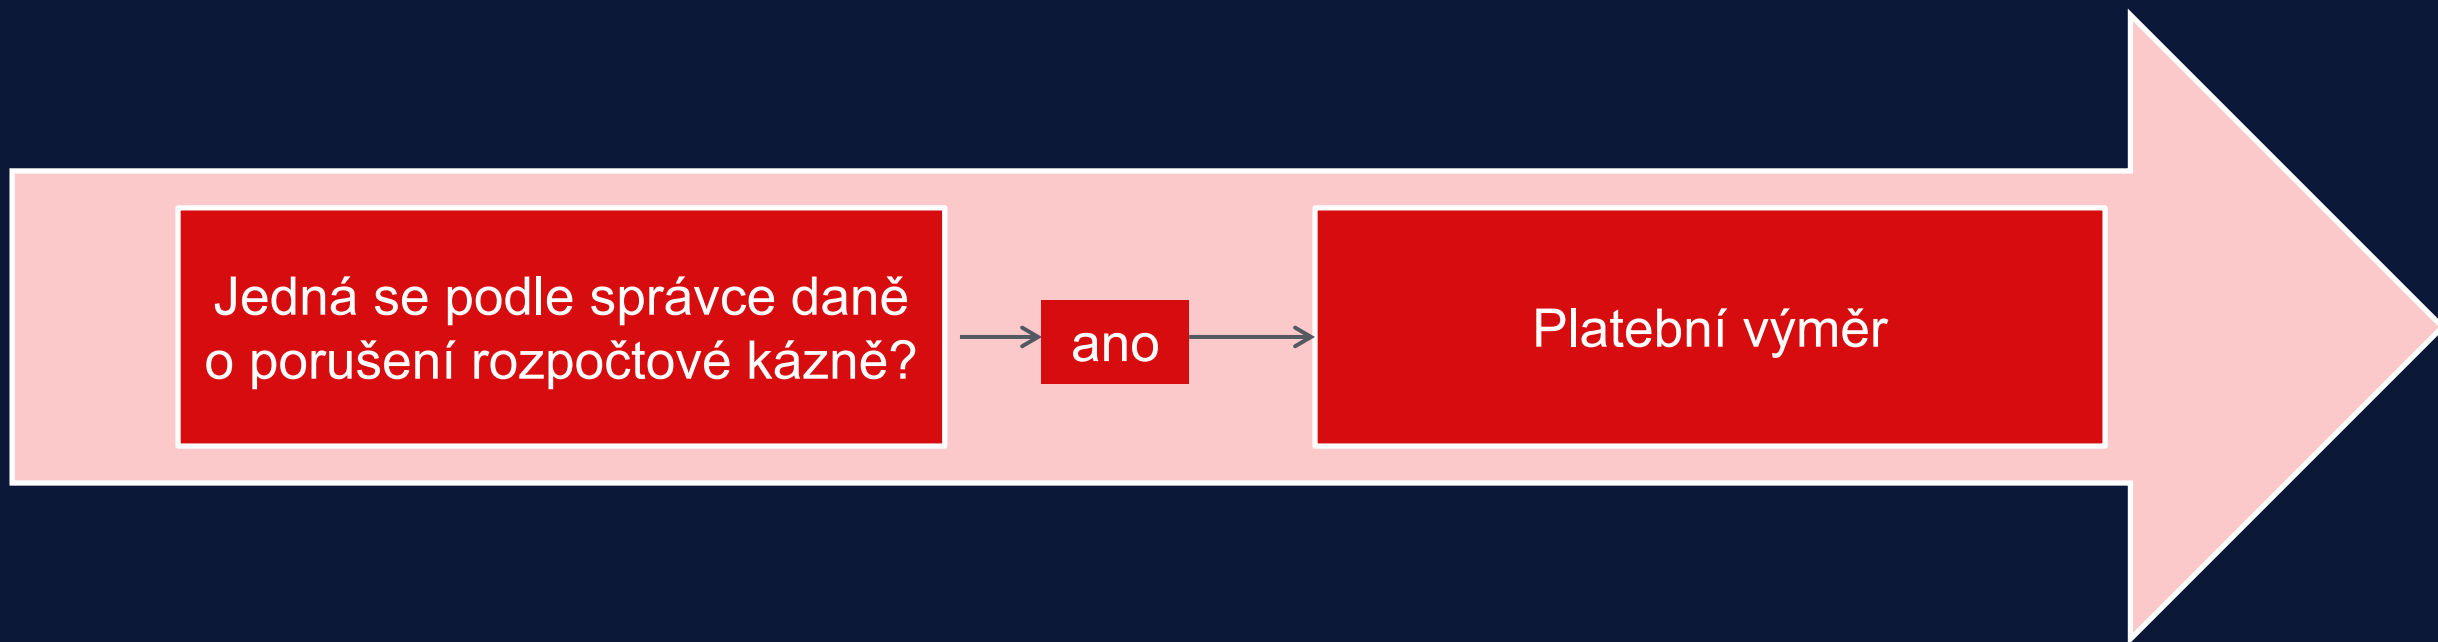 Jedná se podle správce daně
o porušení rozpočtové kázně?
ano
Platební výměr